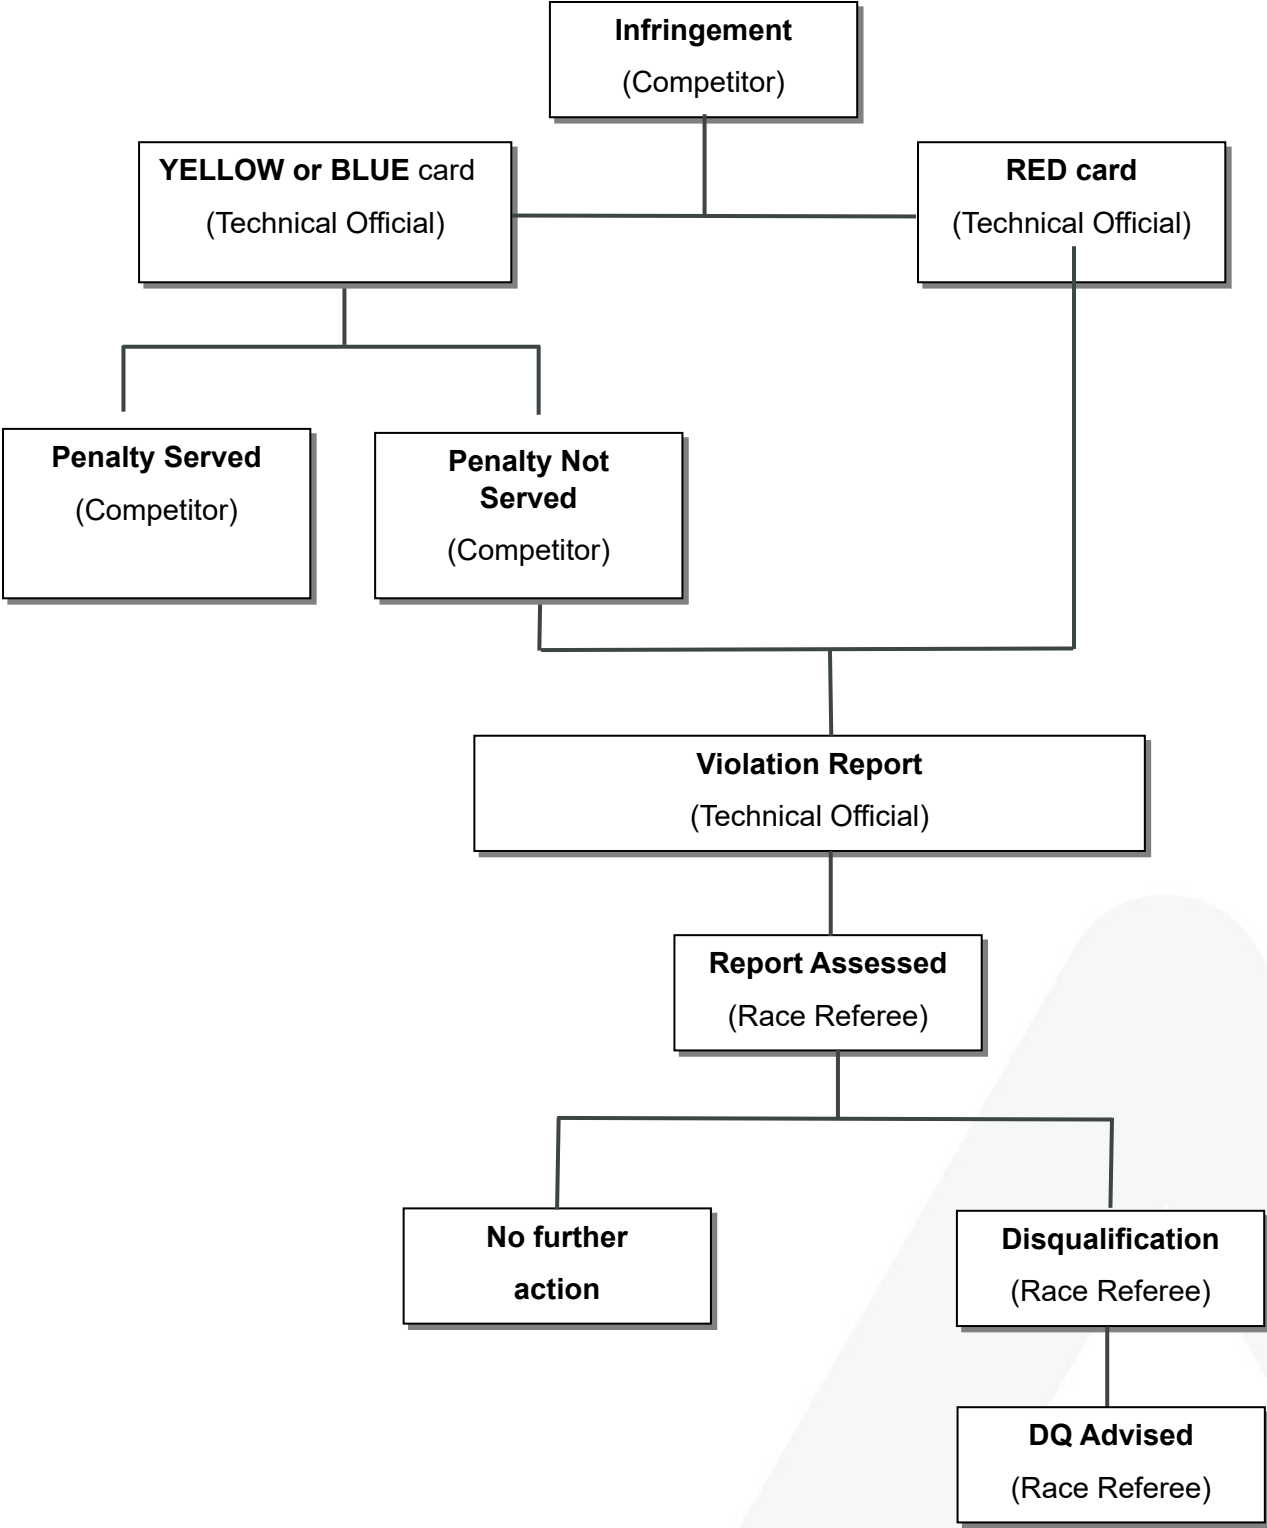 Infringement
(Competitor)
YELLOW or BLUE card
(Technical Official)
RED card
(Technical Official)
Penalty Served
(Competitor)
Penalty Not
Served
(Competitor)
Violation Report
(Technical Official)
Report Assessed
(Race Referee)
No further
action
Disqualification
(Race Referee)
DQ Advised
(Race Referee)